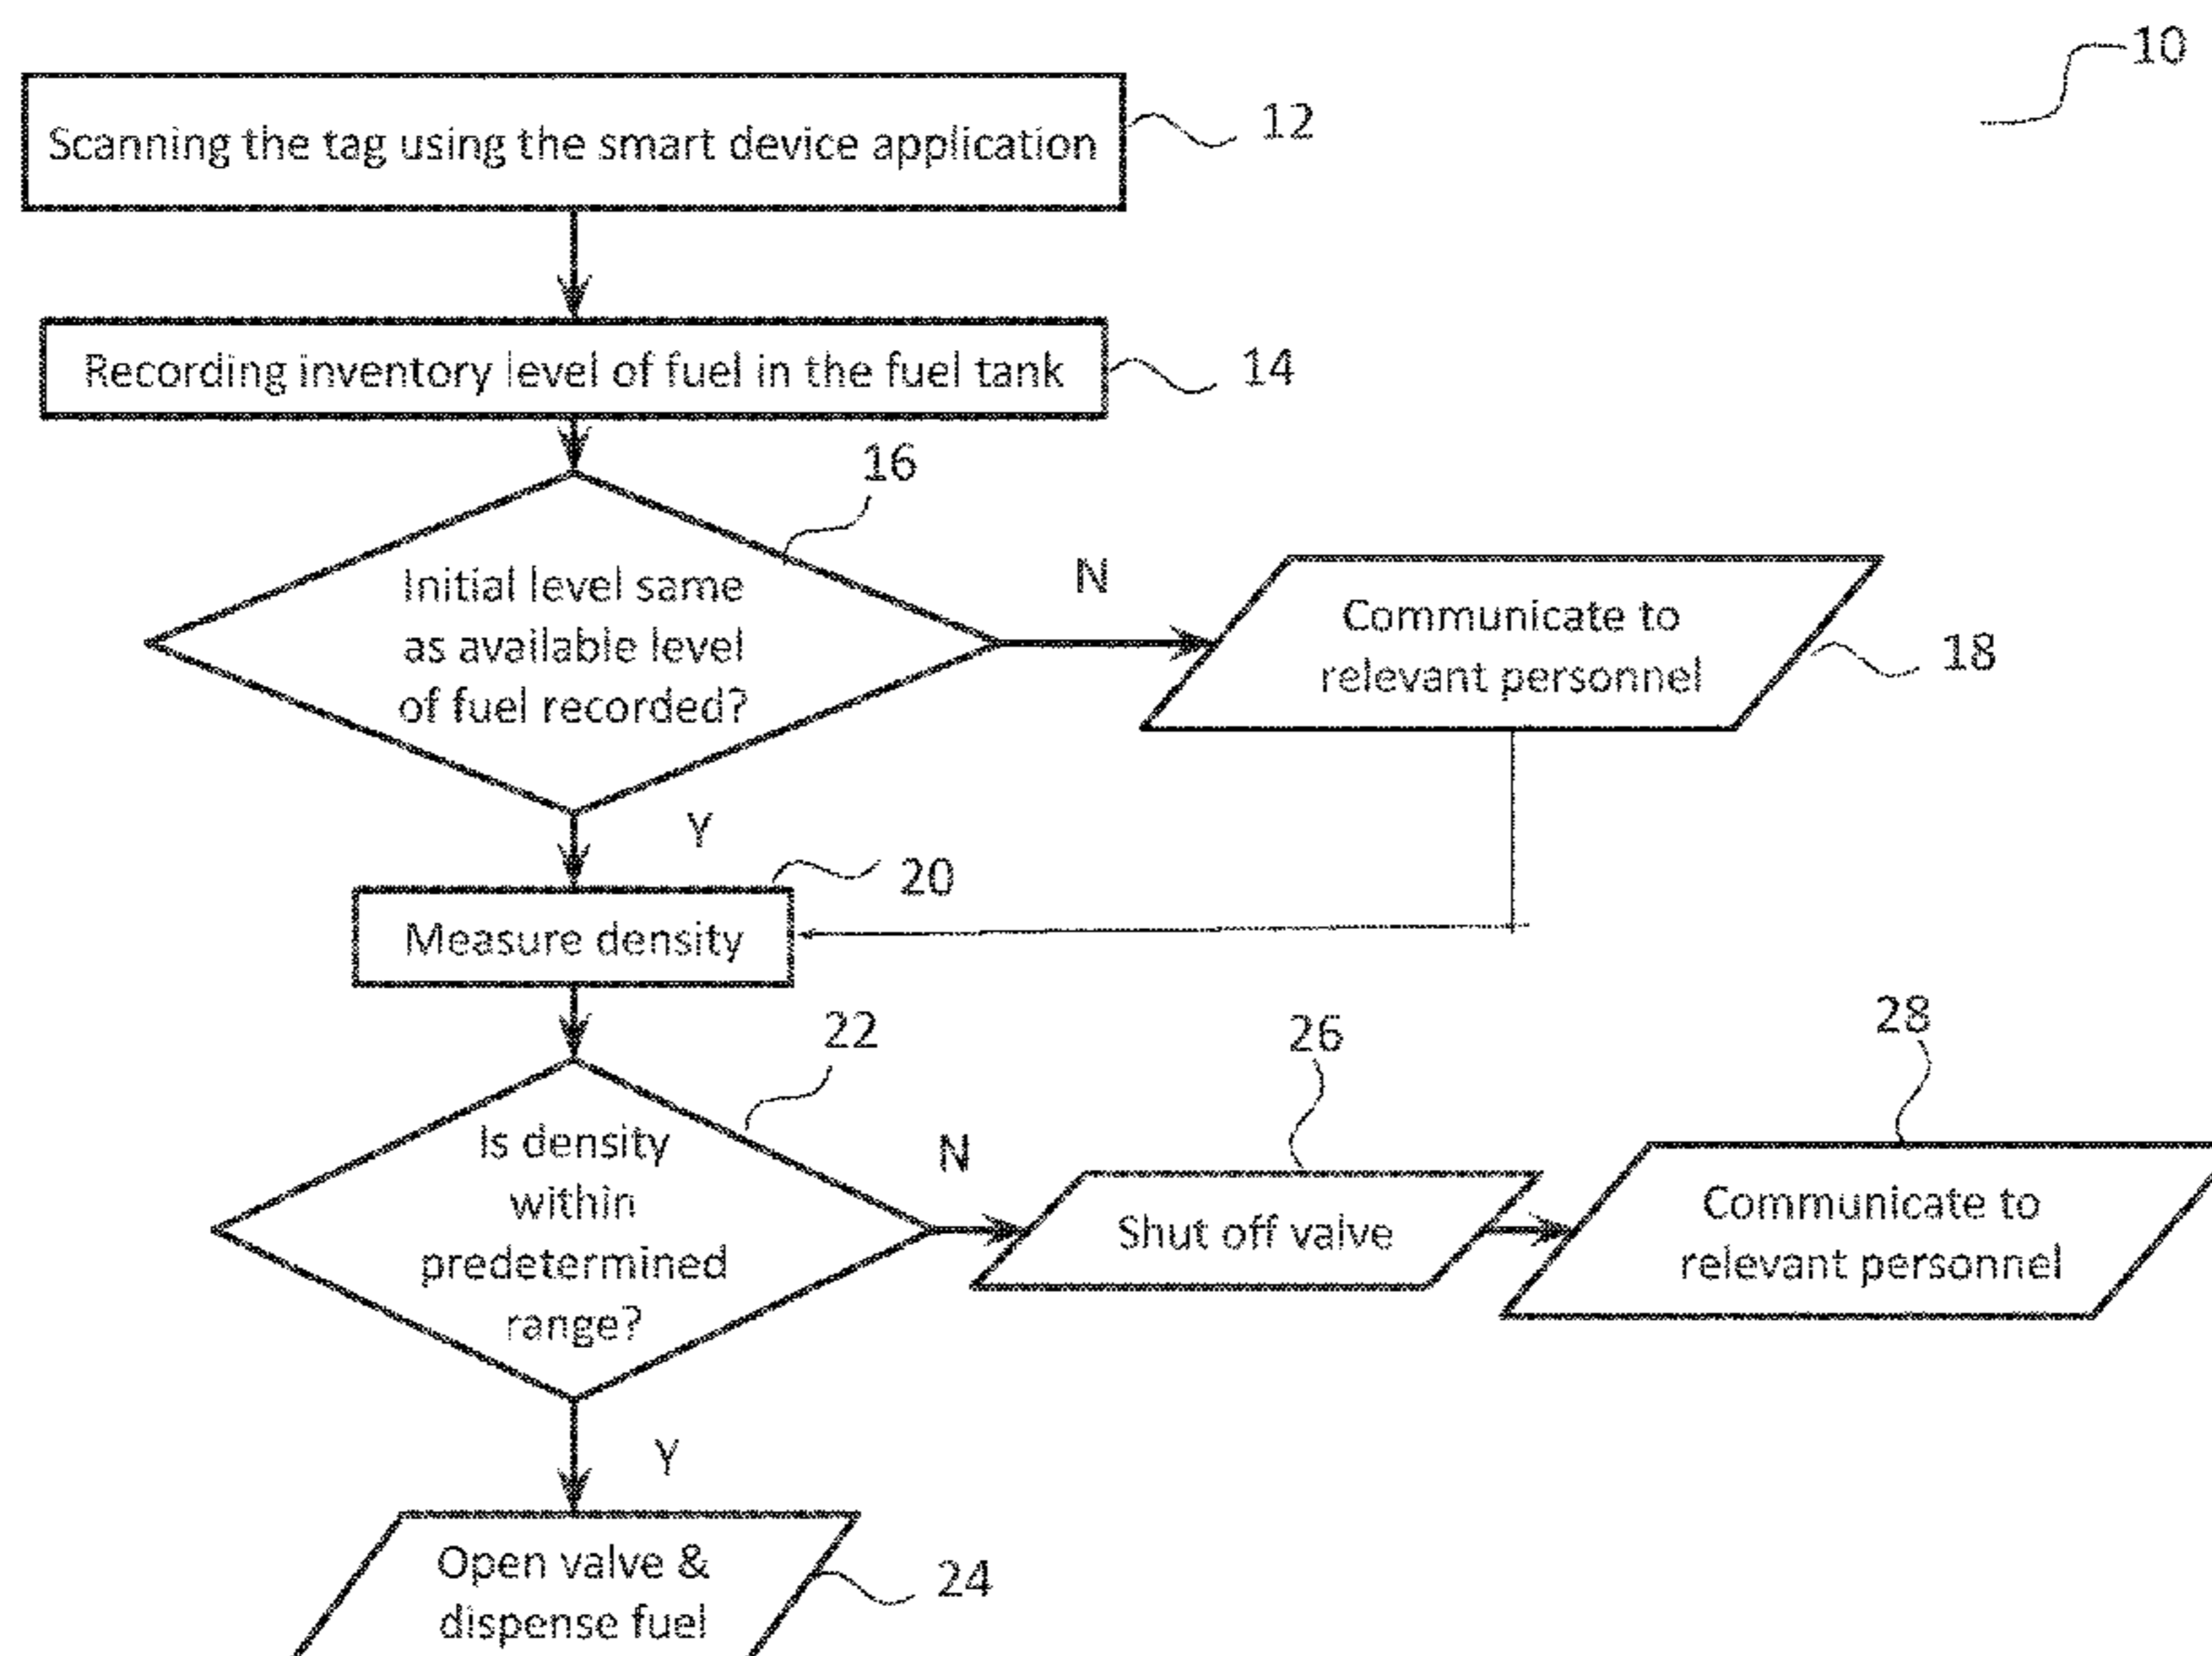 10
Scanning the tag using the smart device application
12
Recording inventory level of fuel in the fuel tank
14
16
Initial level same
as available level
of fuel recorded?
N
Communicate to
relevant personnel
18
Y
20
Measure density
22
Is density
within
predetermined
range?
N
26
Shut off valve
28
Communicate to
relevant personnel
Y
Open valve &
dispense fuel
24